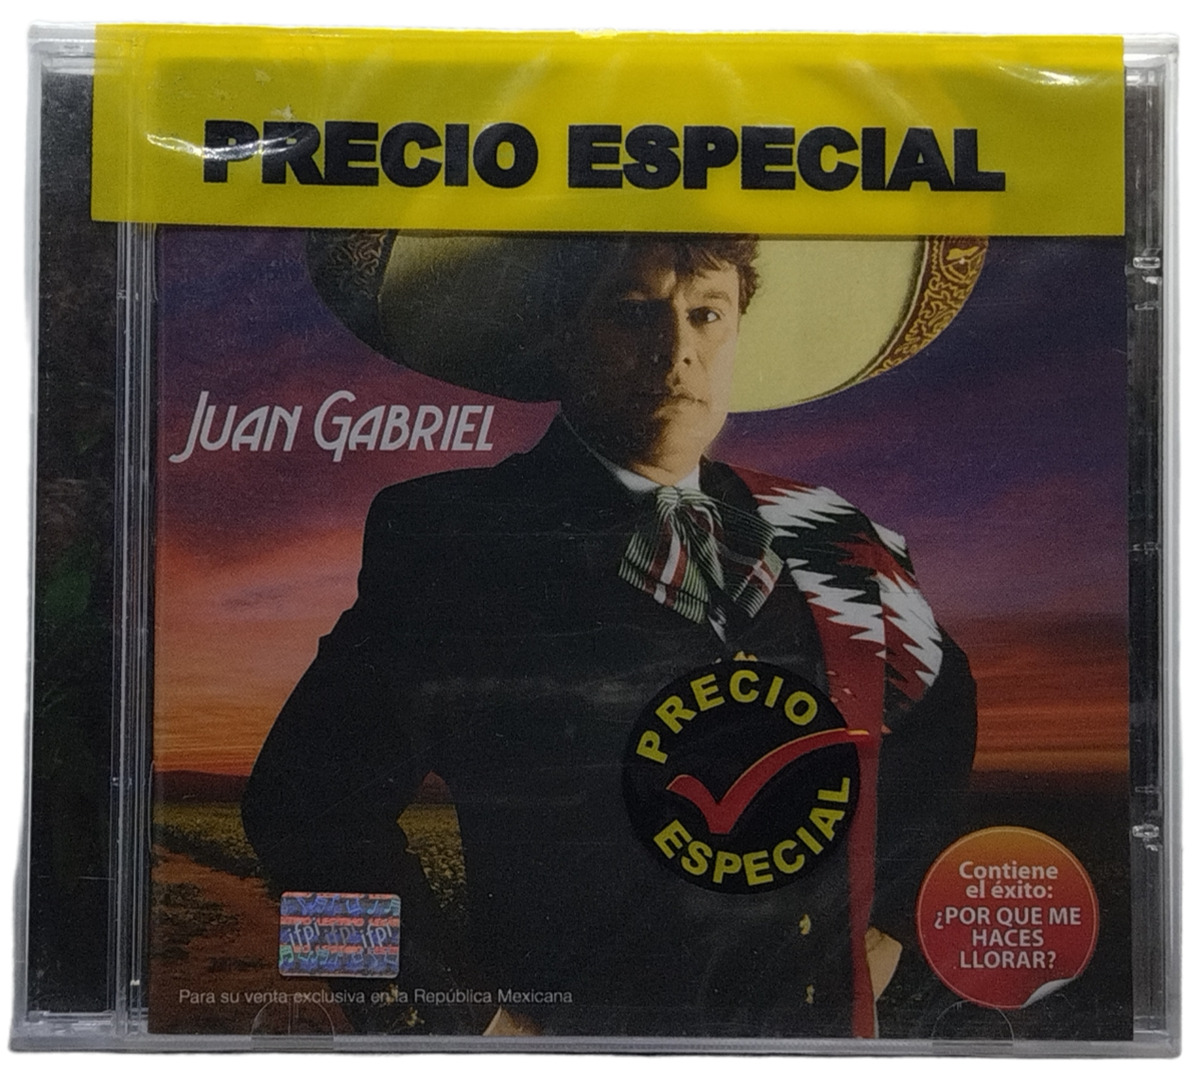 PRECIO ESPECIAL
JUAN GABRIEL
PRECIO
ESPECIAL
Contiene
el éxito:
¿POR QUE ME
HACES
LLORAR?
ifpi
Para su venta exclusiva en la República Mexicana